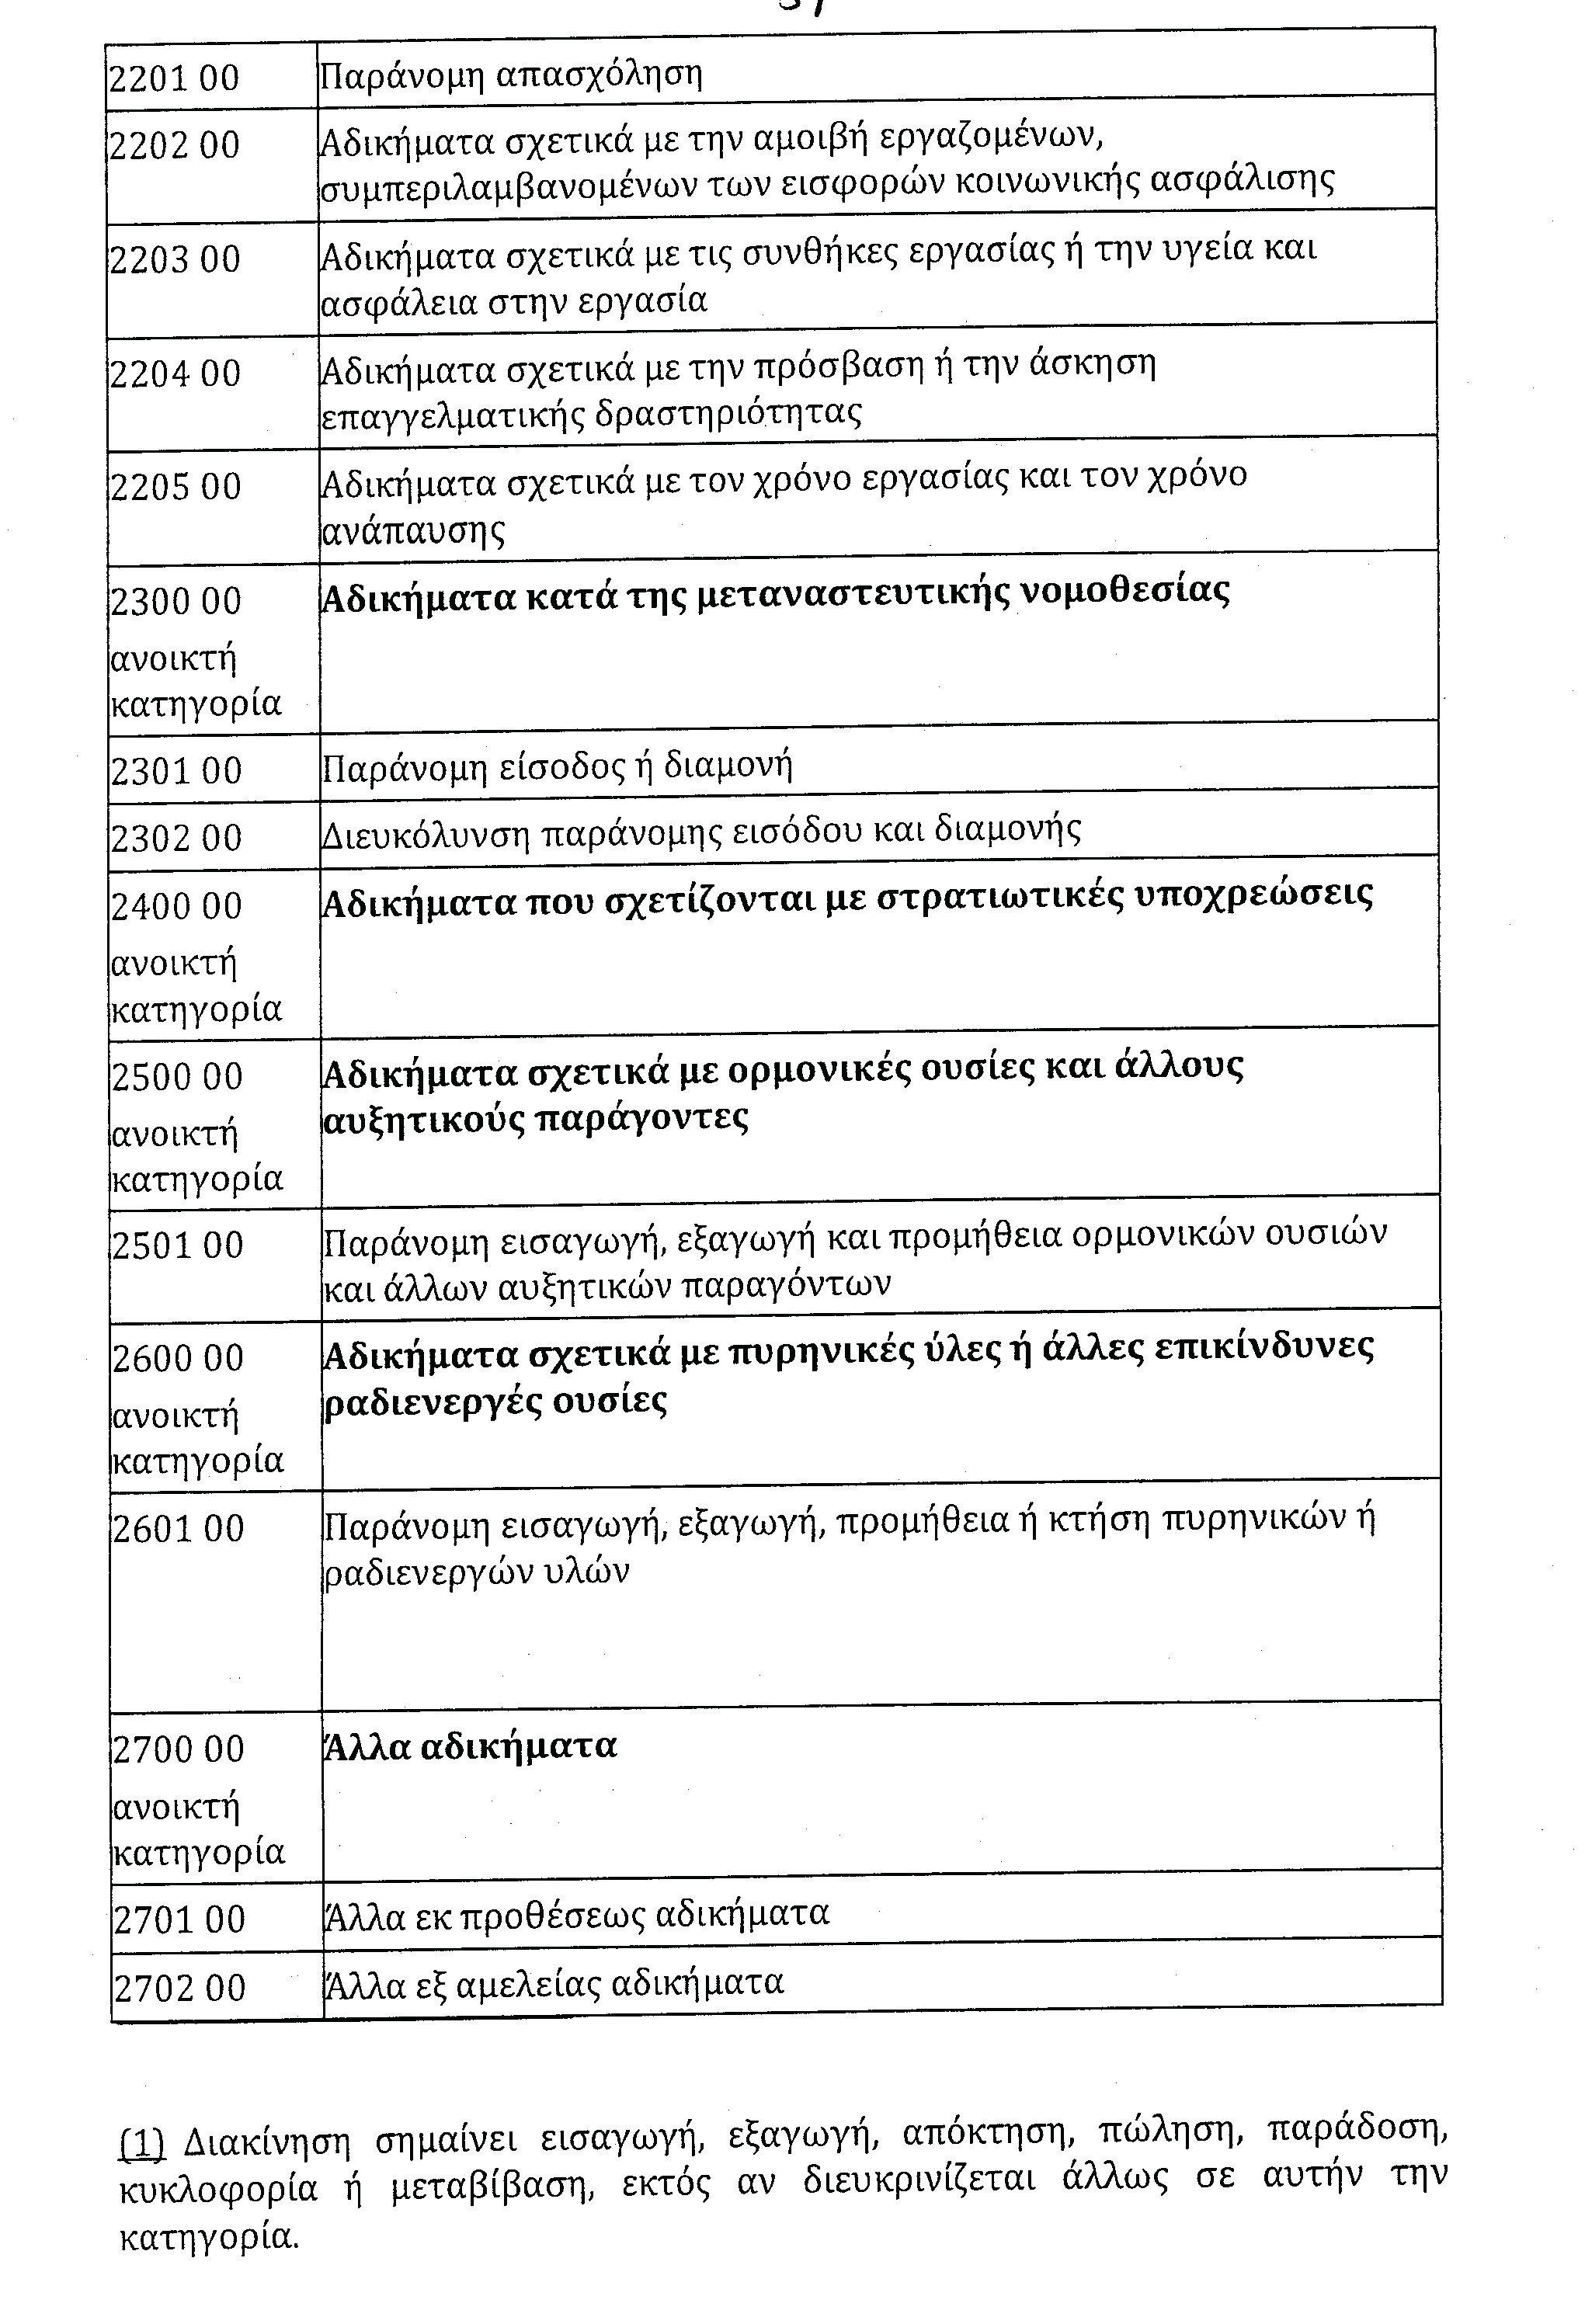 2201 00 Παράνομη απασχόληση
2202 00 Αδικήματα σχετικά με την αμοιβή εργαζομένων,
συμπεριλαμβανομένων των εισφορών κοινωνικής ασφάλισης
2203 00 Αδικήματα σχετικά με τις συνθήκες εργασίας ή την υγεία και
ασφάλεια στην εργασία
2204 00 Αδικήματα σχετικά με την πρόσβαση ή την άσκηση
επαγγελματικής δραστηριότητας
2205 00 Αδικήματα σχετικά με τον χρόνο εργασίας και τον χρόνο
ανάπαυσης
2300 00 Αδικήματα κατά της μεταναστευτικής νομοθεσίας
ανοικτή
κατηγορία
2301 00 Παράνομη είσοδος ή διαμονή
2302 00 Διευκόλυνση παράνομης εισόδου και διαμονής
2400 00 Αδικήματα που σχετίζονται με στρατιωτικές υποχρεώσεις
ανοικτή
κατηγορία
2500 00 Αδικήματα σχετικά με ορμονικές ουσίες και άλλους
αυξητικούς παράγοντες
ανοικτή
κατηγορία
2501 00 Παράνομη εισαγωγή, εξαγωγή και προμήθεια ορμονικών ουσιών
και άλλων αυξητικών παραγόντων
2600 00 Αδικήματα σχετικά με πυρηνικές ύλες ή άλλες επικίνδυνες
ραδιενεργές ουσίες
ανοικτή
κατηγορία
2601 00 Παράνομη εισαγωγή, εξαγωγή, προμήθεια ή κτήση πυρηνικών ή
ραδιενεργών υλών
2700 00 Άλλα αδικήματα
ανοικτή
κατηγορία
2701 00 Άλλα εκ προθέσεως αδικήματα
2702 00 Άλλα εξ αμελείας αδικήματα
(1) Διακίνηση σημαίνει εισαγωγή, εξαγωγή, απόκτηση, πώληση, παράδοση,
κυκλοφορία ή μεταβίβαση, εκτός αν διευκρινίζεται άλλως σε αυτήν την
κατηγορία.